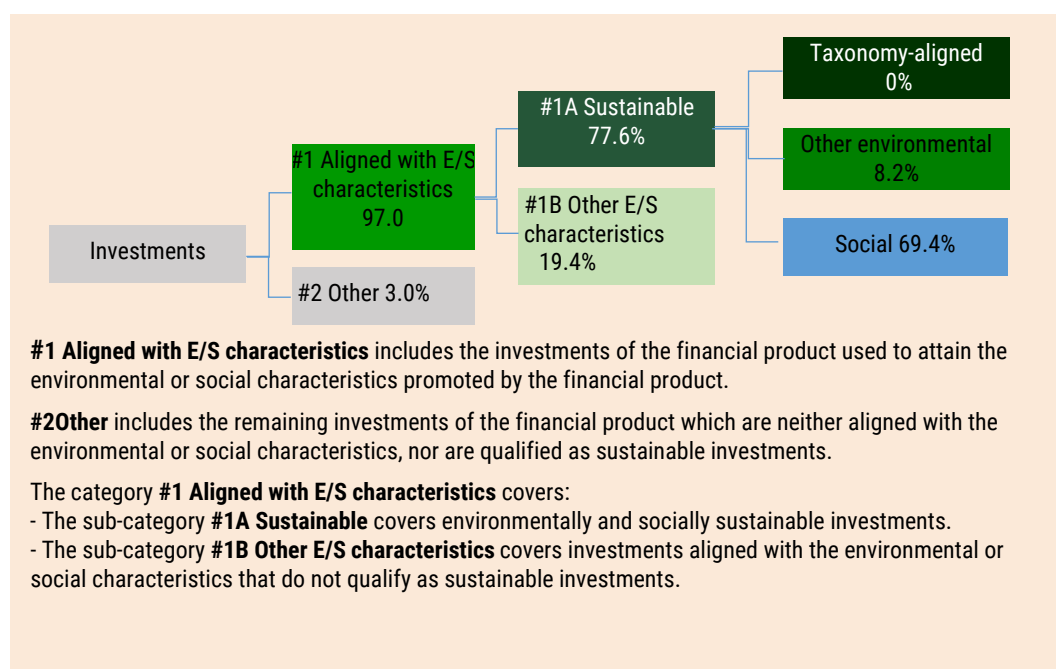 Taxonomy-aligned
0%
#1A Sustainable
77.6%
Other environmental
8.2%
#1 Aligned with E/S
characteristics
97.0
#1B Other E/S
characteristics
19.4%
Social 69.4%
Investments
#2 Other 3.0%
#1 Aligned with E/S characteristics includes the investments of the financial product used to attain the
environmental or social characteristics promoted by the financial product.
#2Other includes the remaining investments of the financial product which are neither aligned with the
environmental or social characteristics, nor are qualified as sustainable investments.
The category #1 Aligned with E/S characteristics covers:
- The sub-category #1A Sustainable covers environmentally and socially sustainable investments.
- The sub-category #1B Other E/S characteristics covers investments aligned with the environmental or
social characteristics that do not qualify as sustainable investments.